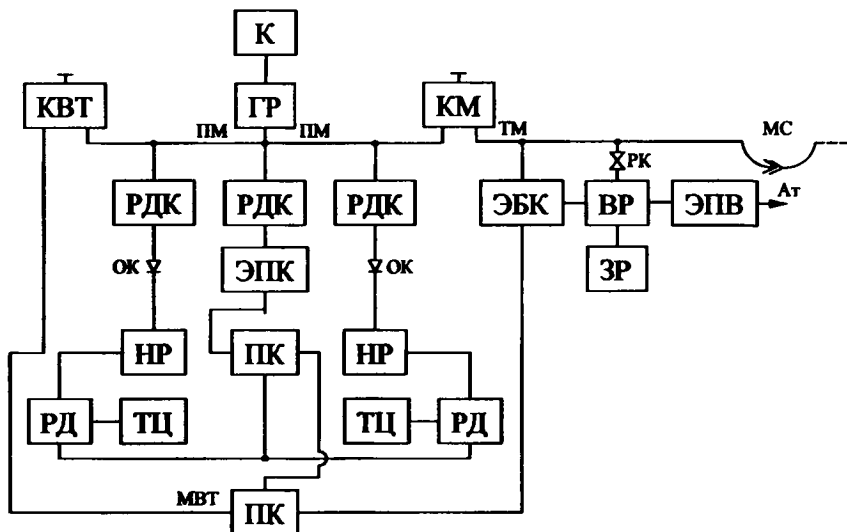 К
КВТ ГР КМ
ПМ ПМ ТМ МС
РК
РДК РДК РДК ЭБК ВР ЭПВ Ат
ОК ЭПК ОК ЗР
НР ПК НР
РД ТЦ ТЦ РД
МВТ ПК